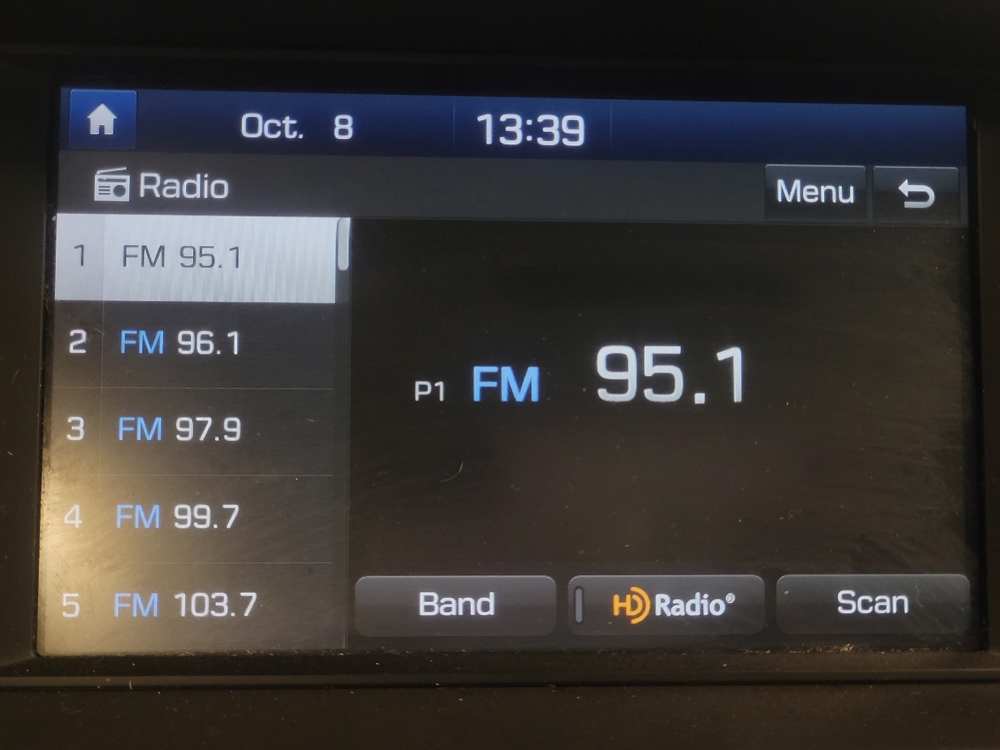 Oct. 8 13:39
Radio Menu
1 FM 95.1
2 FM 96.1
3 FM 97.9
4 FM 99.7
5 FM 103.7
P1 FM 95.1
Band HD Radio® Scan